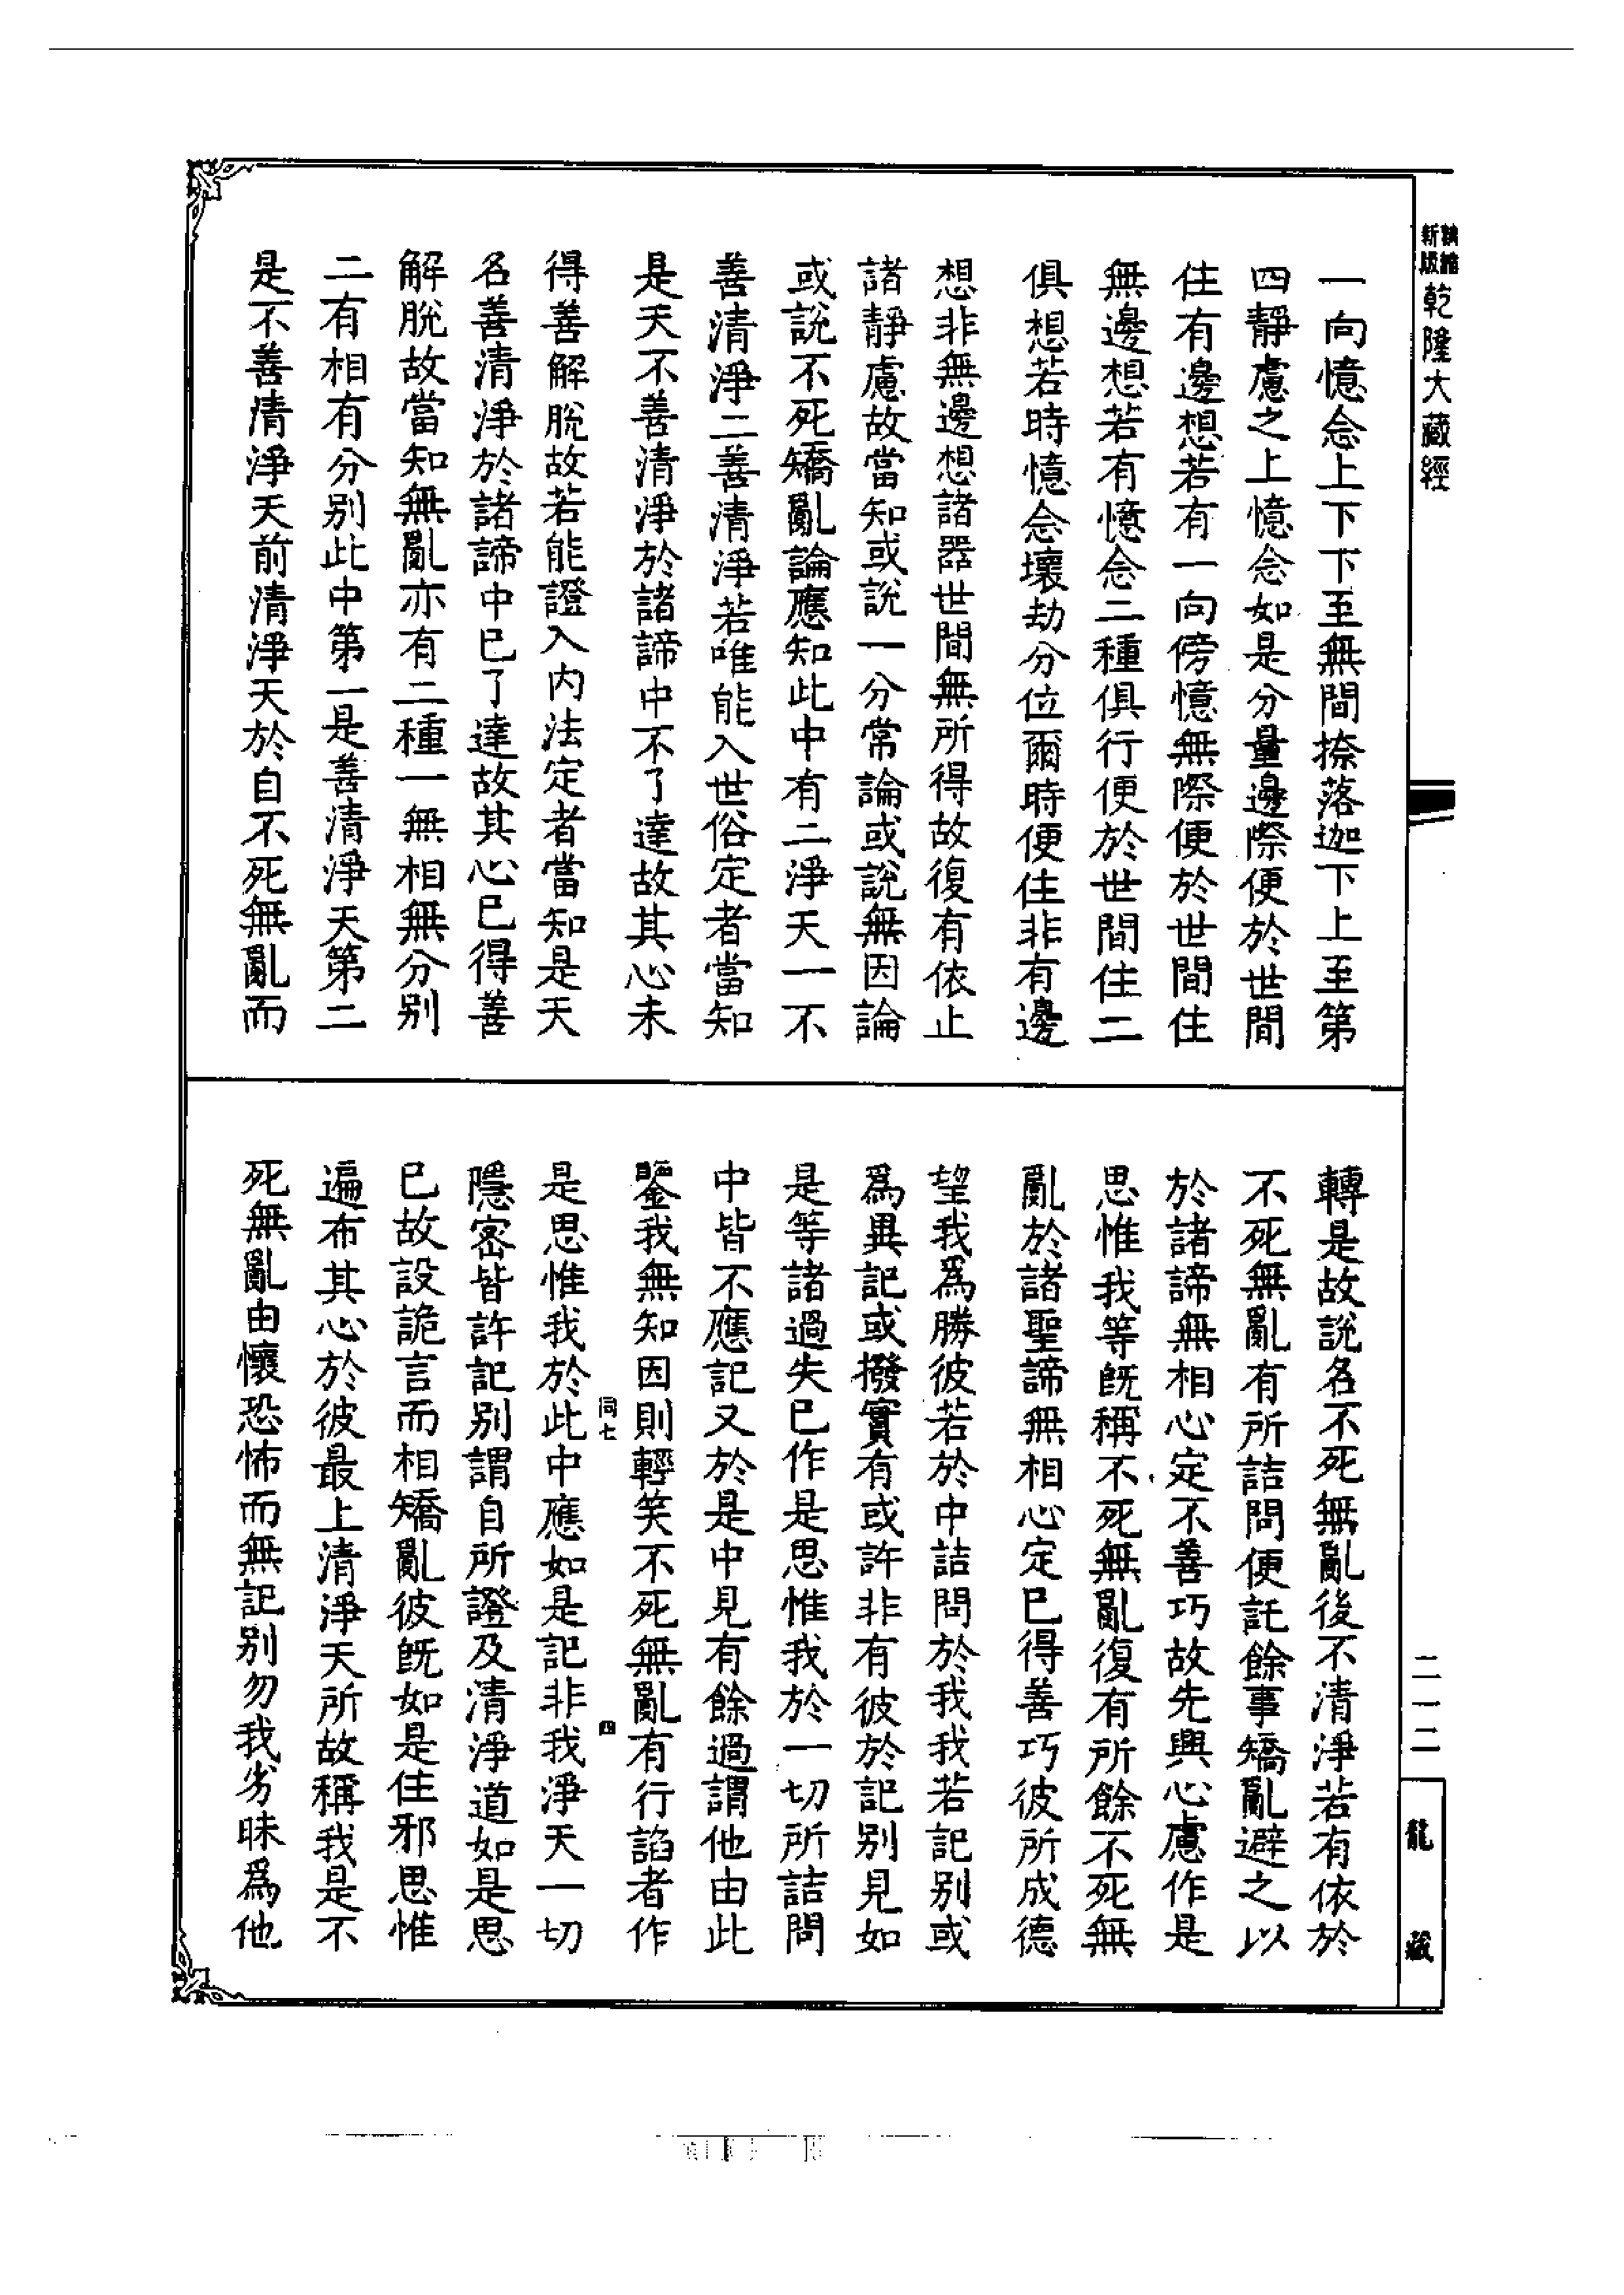 精縮新版乾隆大藏經
一向憶念上下下至無間捺落迦下上至第
四靜慮之上憶念如是分量邊際便於世間
住有邊想若有一向傍憶無際便於世間住
無邊想若有憶念二種俱行便於世間住二
俱想若時憶念壞劫分位爾時便住非有邊
想非無邊想諸器世間無所得故復有依止
諸靜慮故當知或說一分常論或說無因論
或說不死矯亂論應知此中有二淨天一不
善清淨二善清淨若唯能入世俗定者當知
是天不善清淨於諸諦中不了達故其心未
得善解脫故若能證入內法定者當知是天
名善清淨於諸諦中已了達故其心已得善
解脫故當知無亂亦有二種一無相無分別
二有相有分別此中第一是善清淨天第二
是不善清淨天前清淨天於自不死無亂而
轉是故說名不死無亂後不清淨若有依於
不死無亂有所詰問便託餘事矯亂避之以
於諸諦無相心定不善巧故先興心慮作是
思惟我等旣稱不死無亂復有所餘不死無
亂於諸聖諦無相心定已得善巧彼所成德
望我爲勝彼若於中詰問於我我若記別或
爲異記或撥實有或許非有彼於記別見如
是等諸過失已作是思惟我於一切所詰問
中皆不應記又於是中見有餘過謂他由此
鑒我無知因則輕笑不死無亂有行諂者作
同七 四
是思惟我於此中應如是記非我淨天一切
隱密皆許記別謂自所證及清淨道如是思
已故設詭言而相矯亂彼旣如是住邪思惟
遍布其心於彼最上清淨天所故稱我是不
死無亂由懷恐怖而無記別勿我劣昧爲他
二一二
龍藏